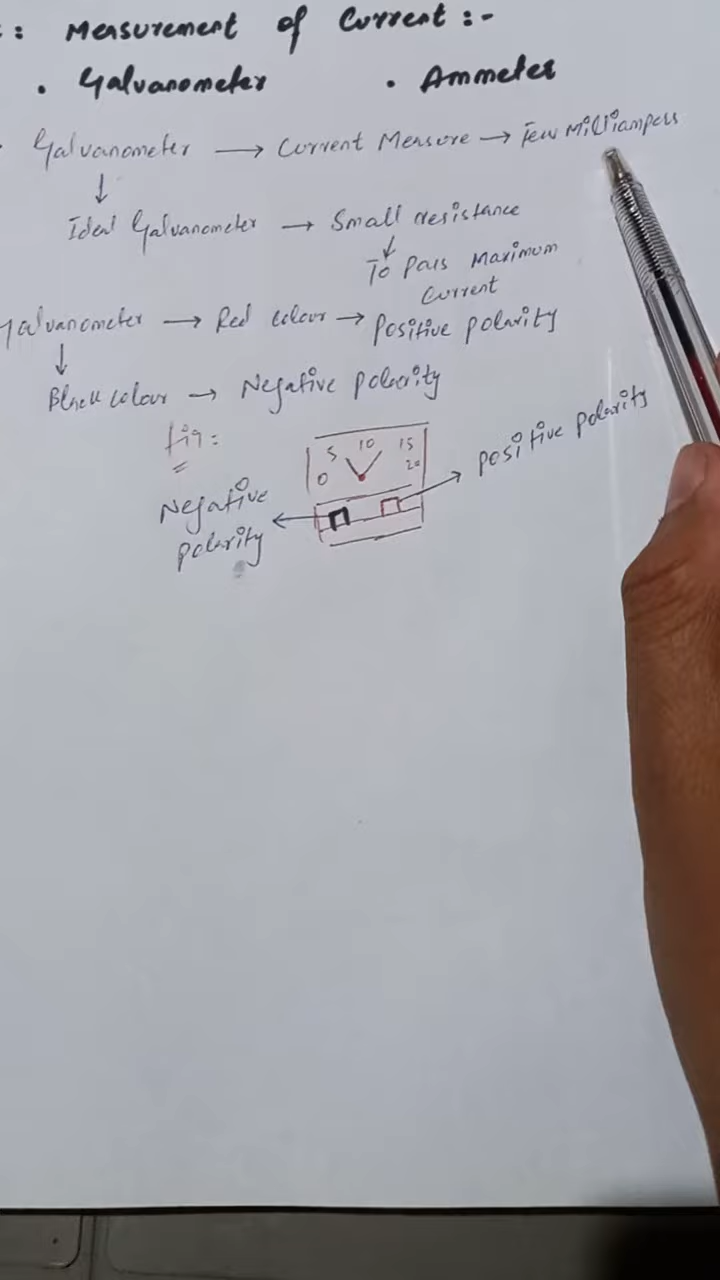 : Measurement of Current :-
• Galvanometer • Ammeter
Galvanometer → Current Measure → Few Milliampers
↓
Ideal Galvanometer → Small resistance
↓
To Pass Maximum
Current
Galvanometer → Red colour → Positive polarity
↓
Black colour → Negative polarity
fig:
0 5 10 15 20
Positive polarity
Negative
polarity